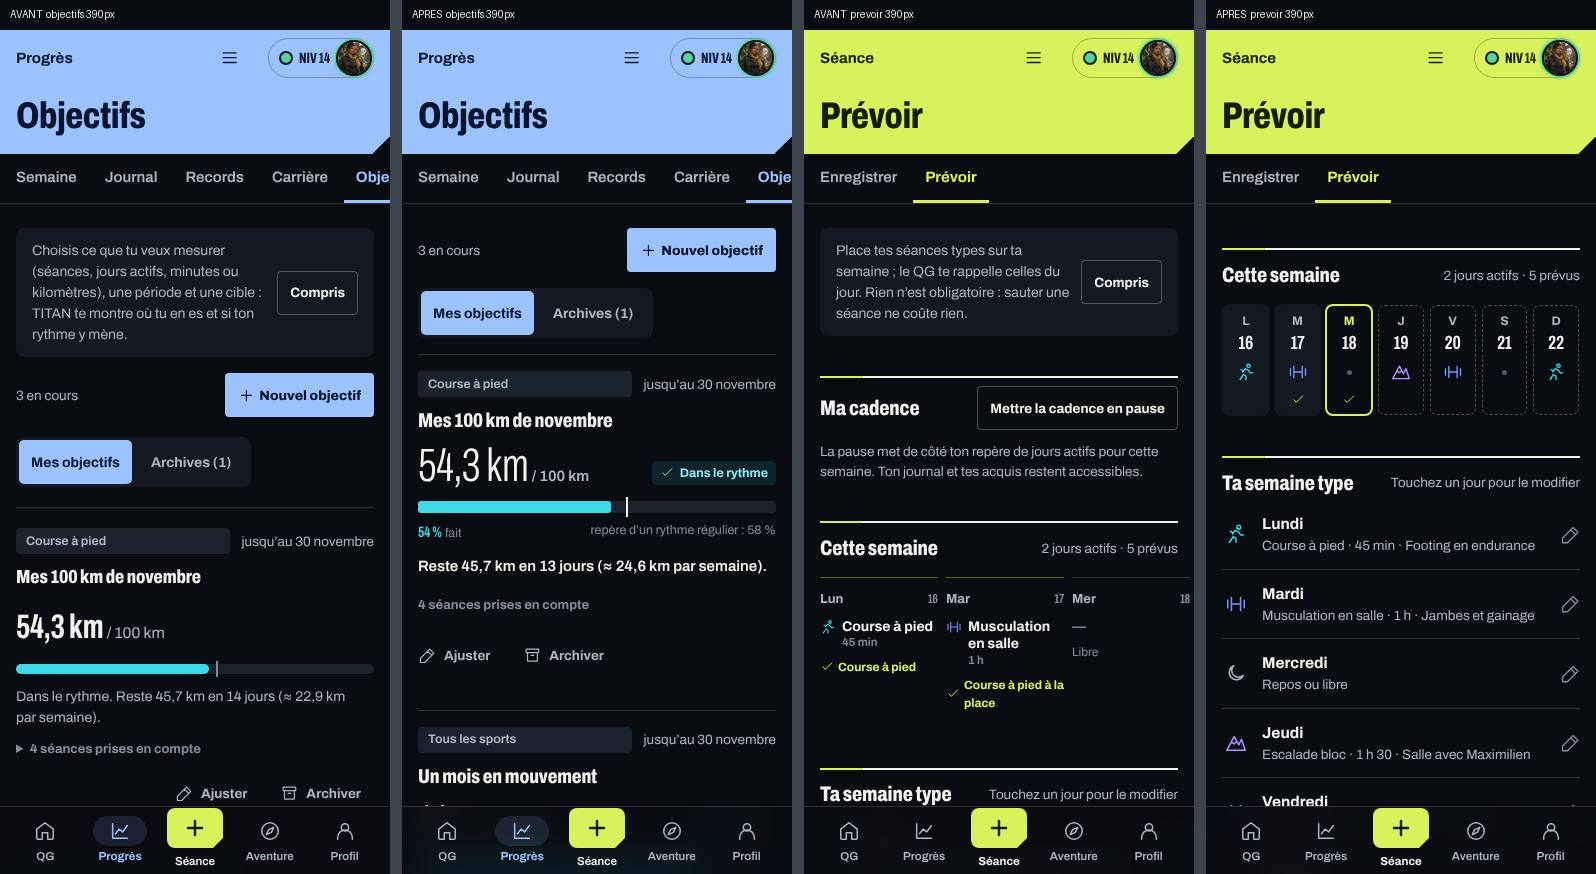 AVANT objectifs 390px
Progrès
NIV 14
Objectifs
Semaine Journal Records Carrière Obje
Choisis ce que tu veux mesurer
(séances, jours actifs, minutes ou
kilomètres), une période et une cible :
TITAN te montre où tu en es et si ton
rythme y mène.
Compris
3 en cours
+ Nouvel objectif
Mes objectifs Archives (1)
Course à pied jusqu'au 30 novembre
Mes 100 km de novembre
54,3 km / 100 km
Dans le rythme. Reste 45,7 km en 14 jours (≈ 22,9 km
par semaine).
4 séances prises en compte
Ajuster Archiver
QG Progrès Séance Aventure Profil
APRES objectifs 390px
Progrès
NIV 14
Objectifs
Semaine Journal Records Carrière Obje
3 en cours
+ Nouvel objectif
Mes objectifs Archives (1)
Course à pied jusqu'au 30 novembre
Mes 100 km de novembre
54,3 km / 100 km
Dans le rythme
54 % fait
repère d'un rythme régulier : 58 %
Reste 45,7 km en 13 jours (≈ 24,6 km par semaine).
4 séances prises en compte
Ajuster Archiver
Tous les sports jusqu'au 30 novembre
Un mois en mouvement
QG Progrès Séance Aventure Profil
AVANT prevoir 390px
Séance
NIV 14
Prévoir
Enregistrer Prévoir
Place tes séances types sur ta
semaine ; le QG te rappelle celles du
jour. Rien n'est obligatoire : sauter une
séance ne coûte rien.
Compris
Ma cadence
Mettre la cadence en pause
La pause met de côté ton repère de jours actifs pour cette
semaine. Ton journal et tes acquis restent accessibles.
Cette semaine 2 jours actifs · 5 prévus
Lun 16 Mar 17 Mer 18
Course à pied
45 min
Course à pied
Musculation
en salle
1 h
Course à pied à la
place
—
Libre
Ta semaine type Touchez un jour pour le modifier
QG Progrès Séance Aventure Profil
APRES prevoir 390px
Séance
NIV 14
Prévoir
Enregistrer Prévoir
Cette semaine 2 jours actifs · 5 prévus
L M M J V S D
16 17 18 19 20 21 22
Ta semaine type Touchez un jour pour le modifier
Lundi
Course à pied · 45 min · Footing en endurance
Mardi
Musculation en salle · 1 h · Jambes et gainage
Mercredi
Repos ou libre
Jeudi
Escalade bloc · 1 h 30 · Salle avec Maximilien
Vendredi
QG Progrès Séance Aventure Profil